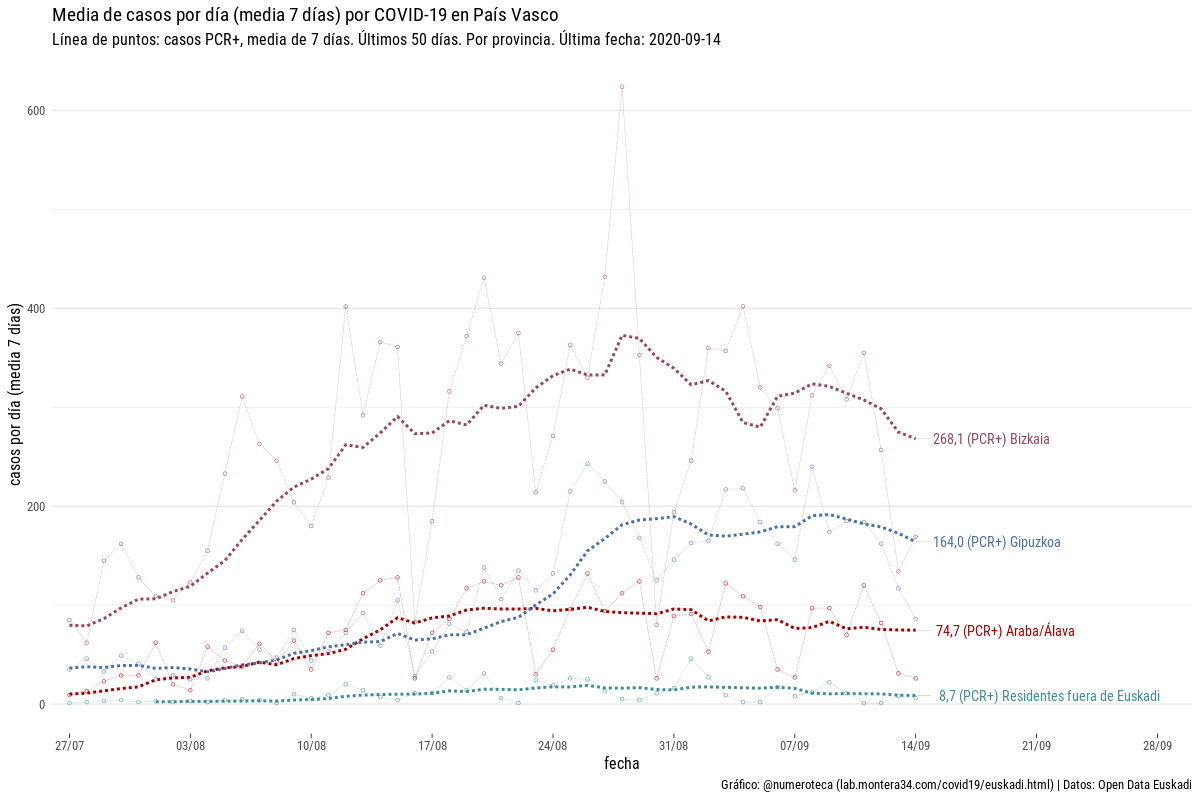 Media de casos por día (media 7 días) por COVID-19 en País Vasco
Línea de puntos: casos PCR+, media de 7 días. Últimos 50 días. Por provincia. Última fecha: 2020-09-14
casos por día (media 7 días)
600
400
200
0
268,1 (PCR+) Bizkaia
164,0 (PCR+) Gipuzkoa
74,7 (PCR+) Araba/Álava
8,7 (PCR+) Residentes fuera de Euskadi
27/07 03/08 10/08 17/08 24/08 31/08 07/09 14/09 21/09 28/09
fecha
Gráfico: @numeroteca (lab.montera34.com/covid19/euskadi.html) | Datos: Open Data Euskadi